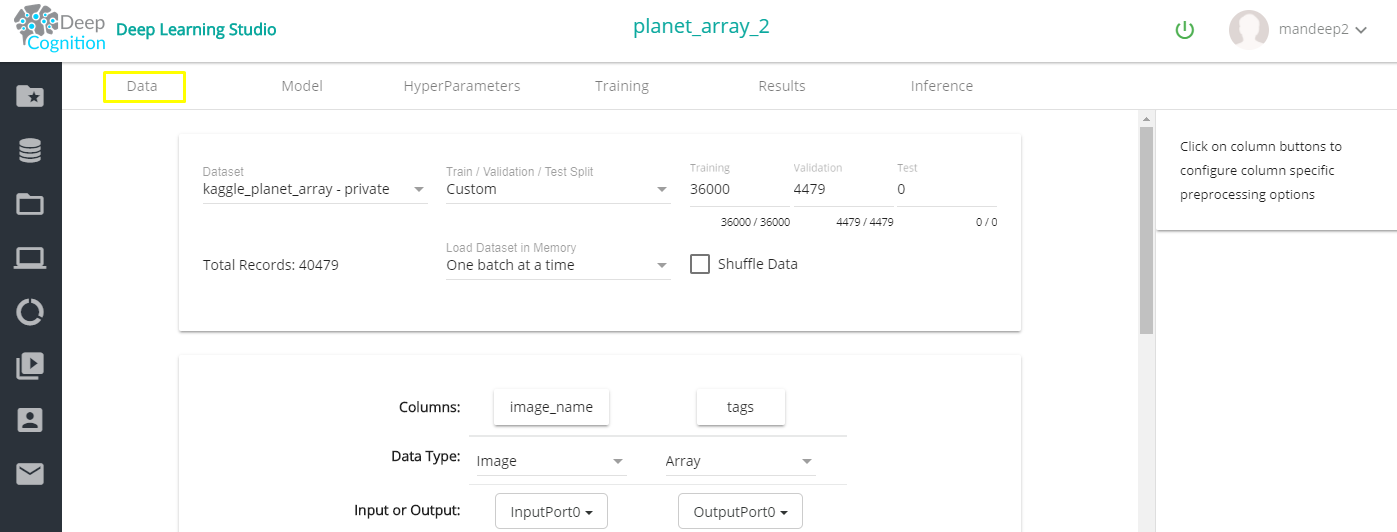 Deep
Cognition
Deep Learning Studio
planet_array_2
mandeep2
Data Model HyperParameters Training Results Inference
Dataset Train / Validation / Test Split Training Validation Test
kaggle_planet_array - private Custom 36000 4479 0
36000 / 36000 4479 / 4479 0 / 0
Load Dataset in Memory
Total Records: 40479 One batch at a time Shuffle Data
Click on column buttons to
configure column specific
preprocessing options
Columns: image_name tags
Data Type: Image Array
Input or Output: InputPort0 OutputPort0